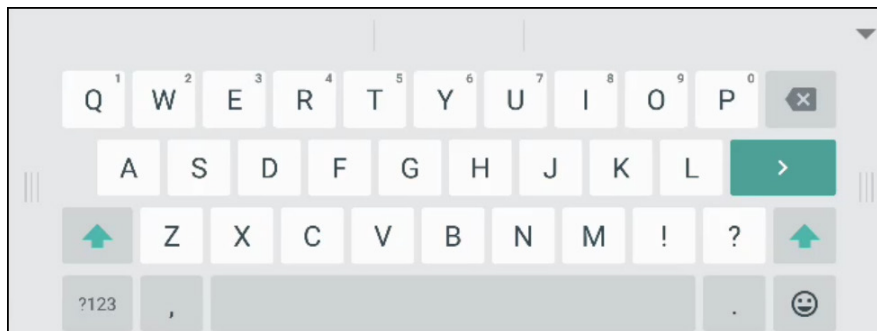 Q 1 W 2 E 3 R 4 T 5 Y 6 U 7 I 8 O 9 P 0
A S D F G H J K L
Z X C V B N M ! ?
?123 , .